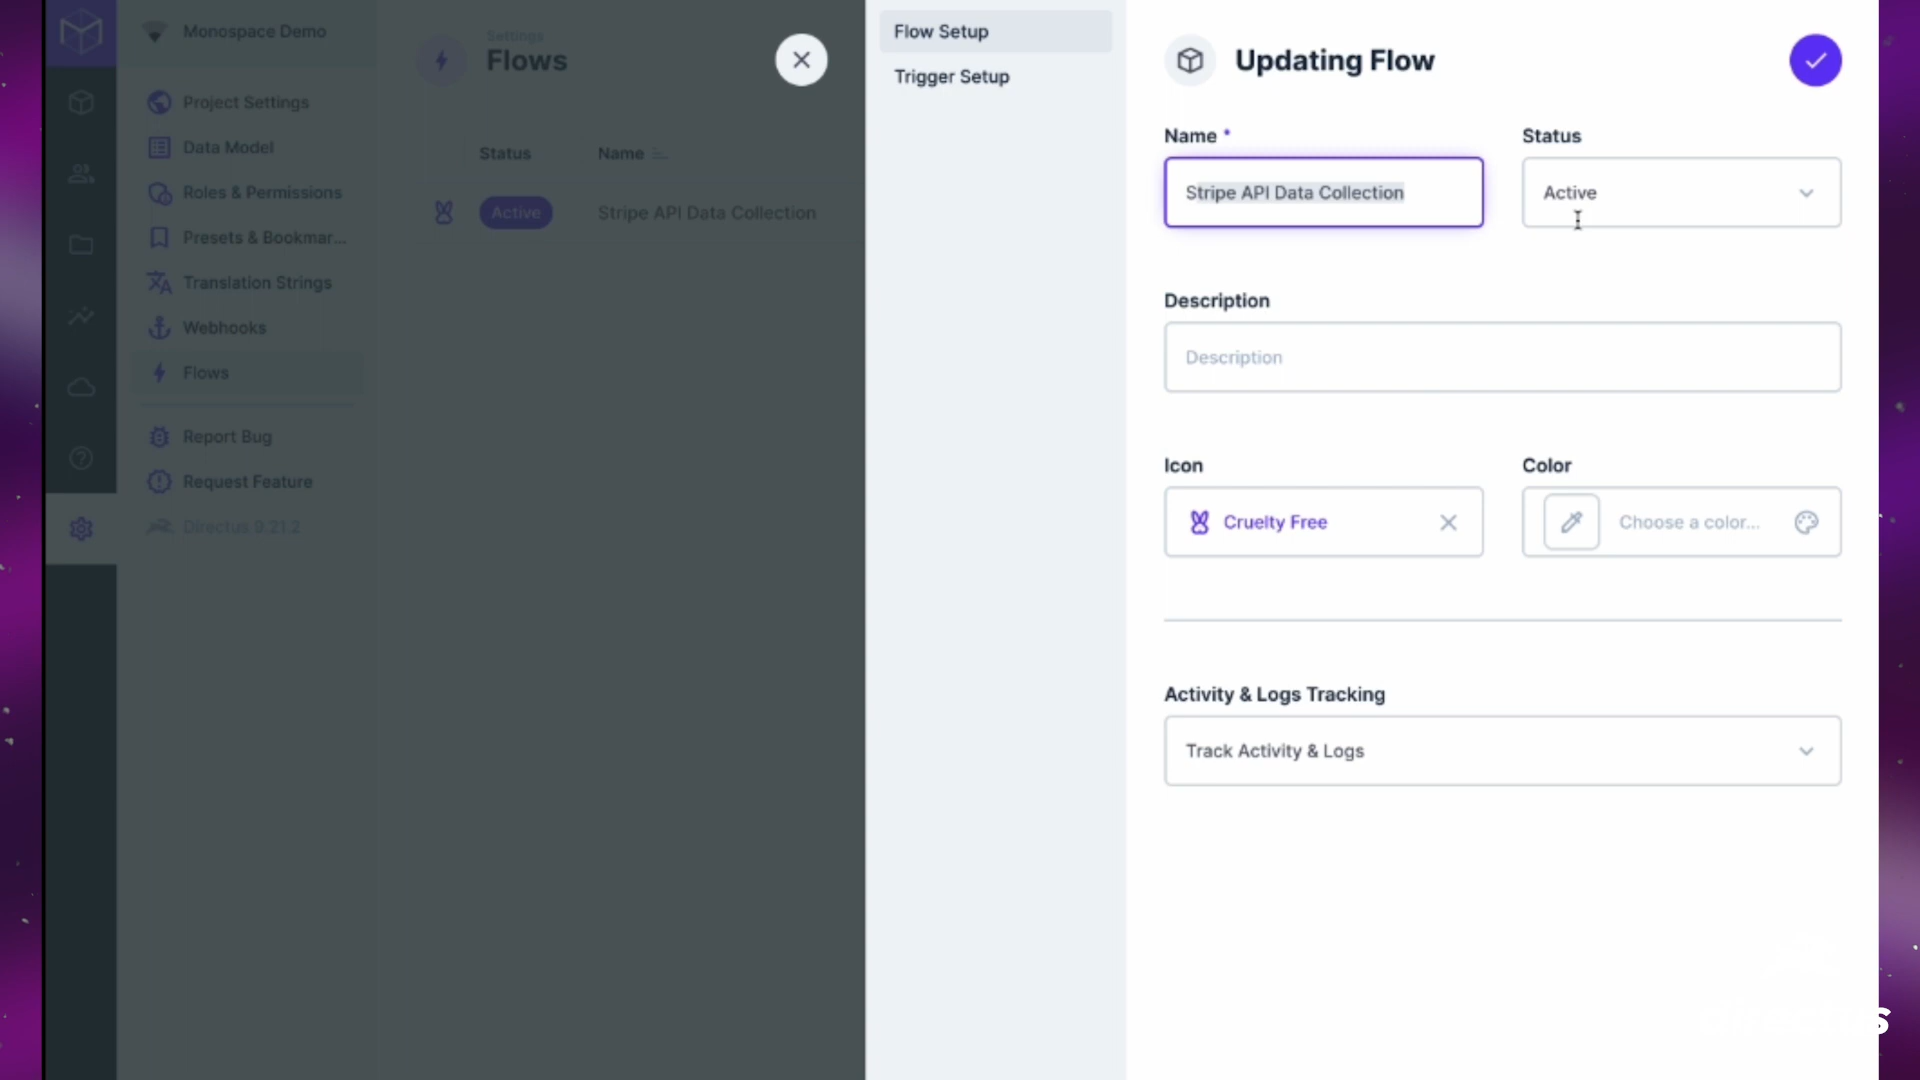 Monospace Demo
Project Settings
Data Model
Roles & Permissions
Presets & Bookmar...
Translation Strings
Webhooks
Flows
Report Bug
Request Feature
Directus 9.21.2
Settings
Flows
Status
Name
Active
Stripe API Data Collection
Flow Setup
Trigger Setup
Updating Flow
Name *
Stripe API Data Collection
Status
Active
Description
Description
Icon
Cruelty Free
Color
Choose a color...
Activity & Logs Tracking
Track Activity & Logs
s